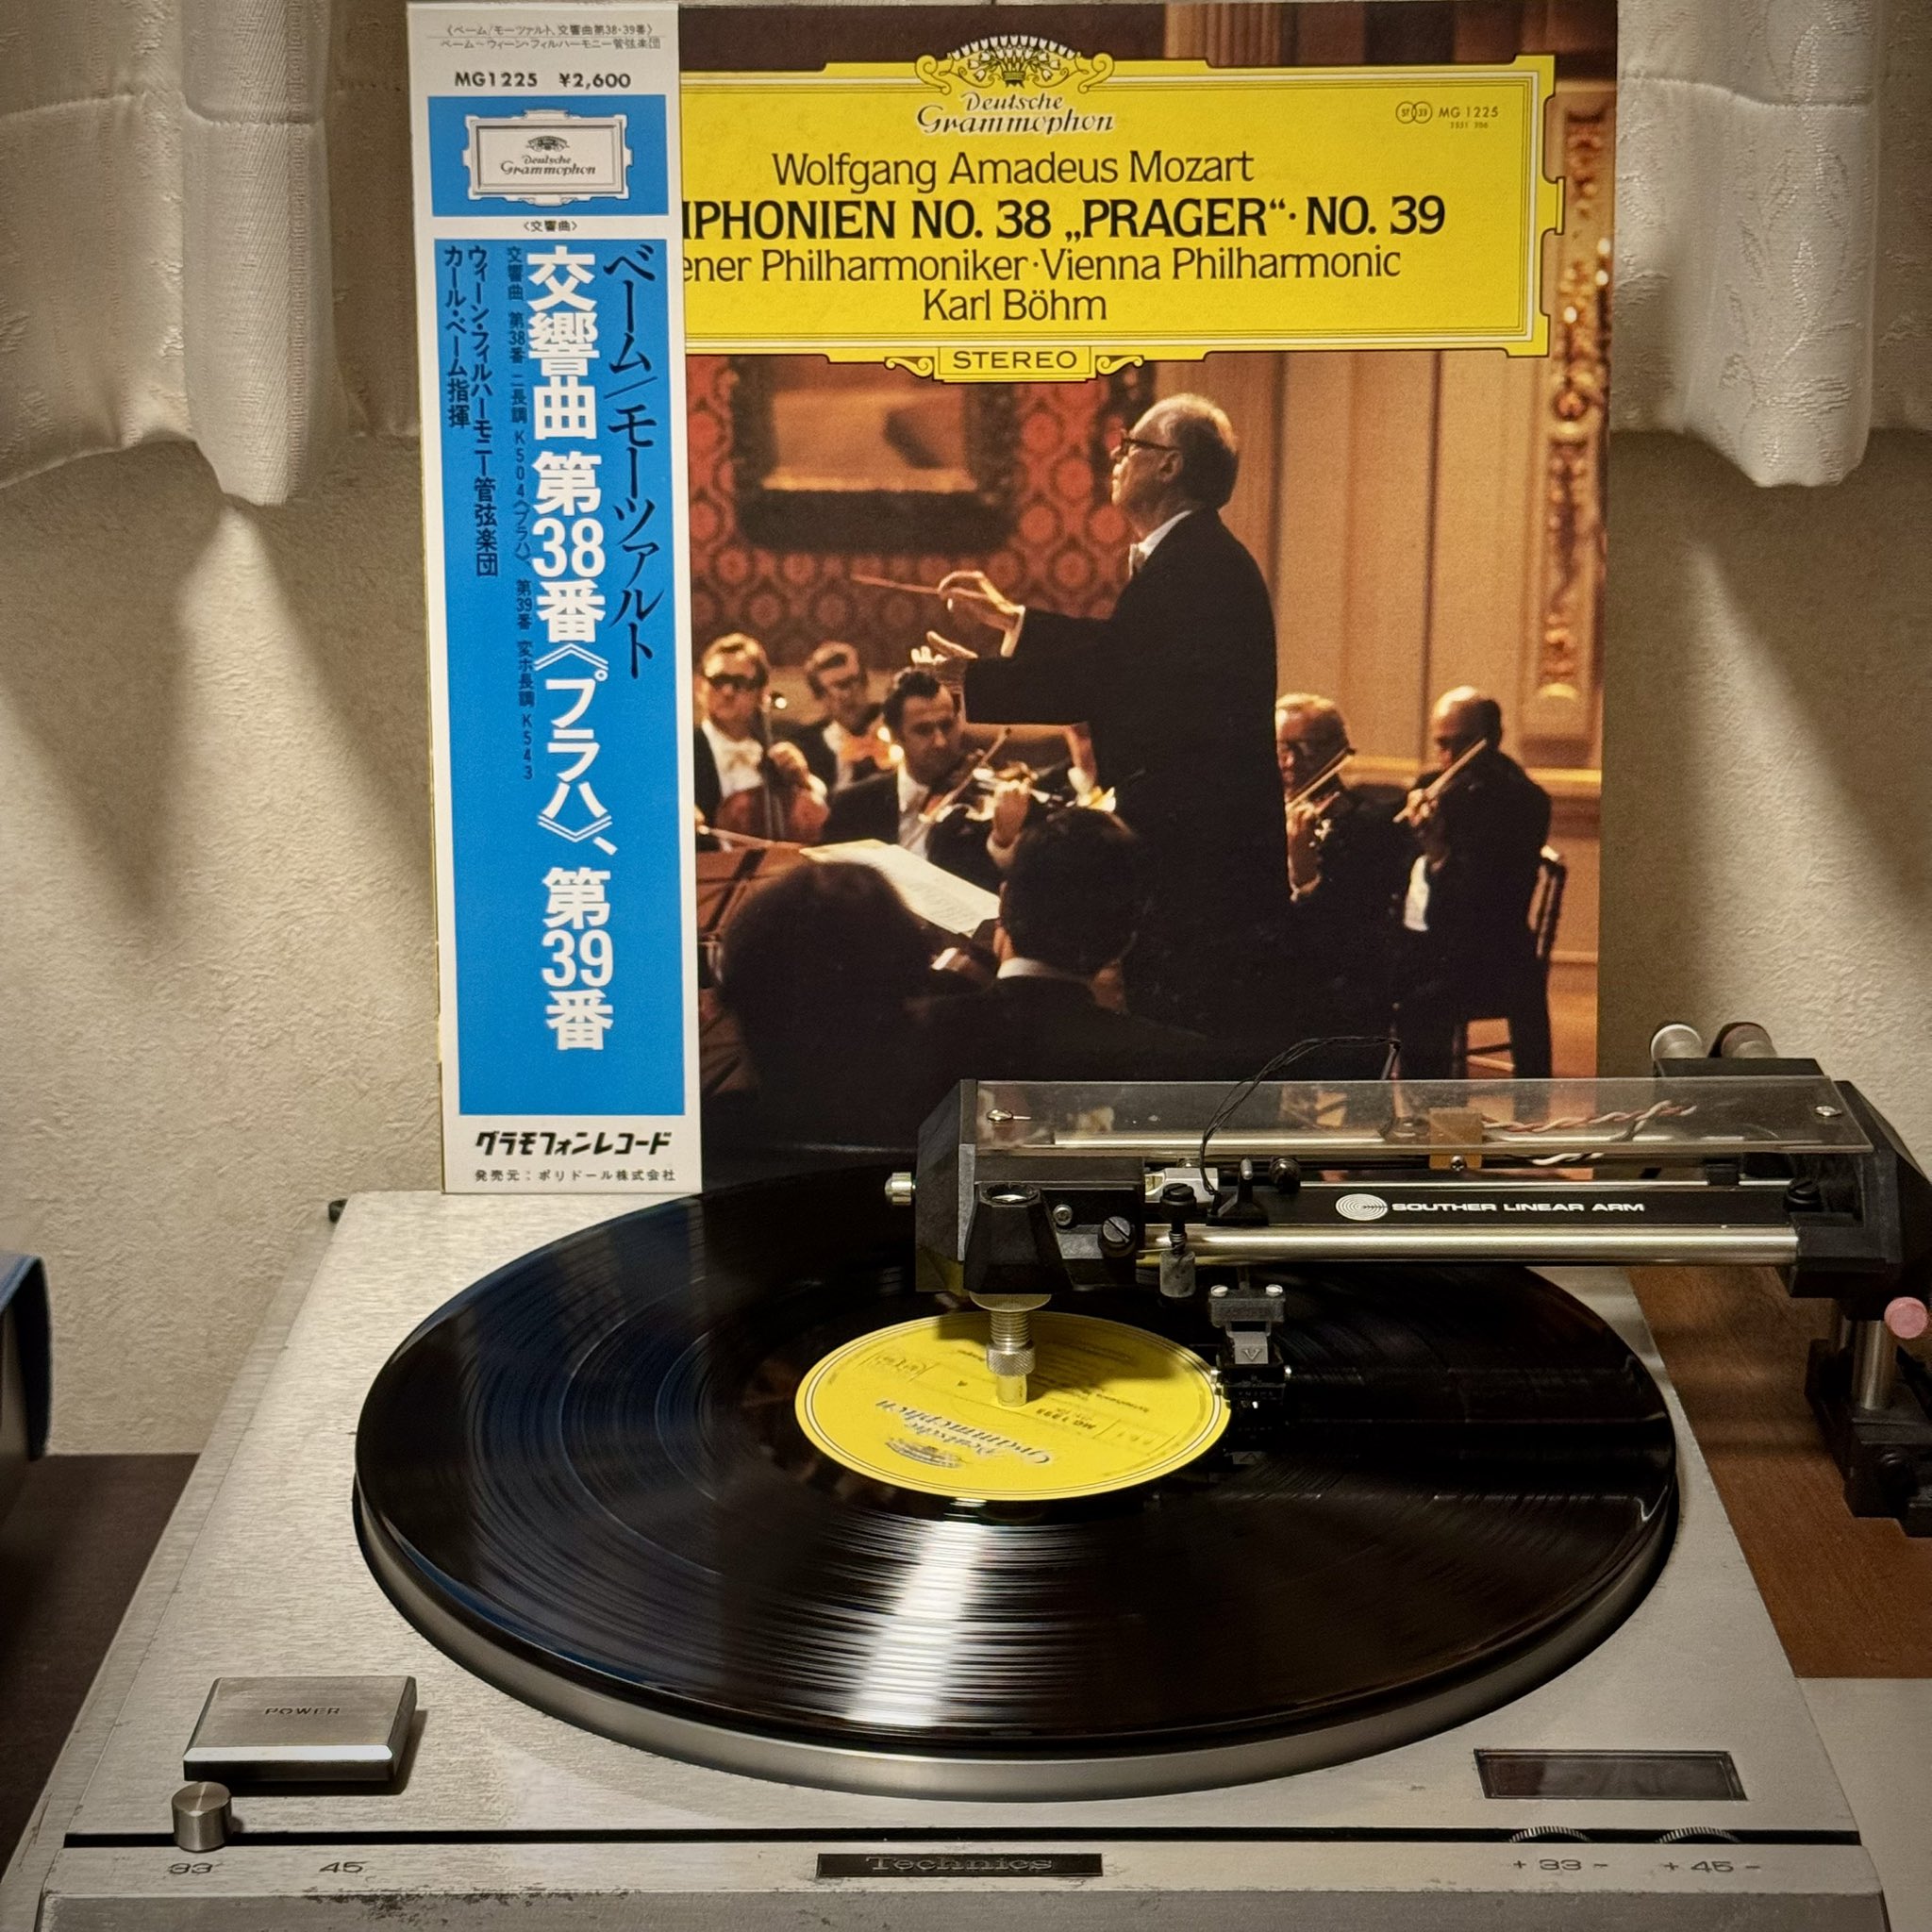 《ベーム/モーツァルト、交響曲第38・39番》
ベーム~ウィーン・フィルハーモニー管弦楽団
MG1225 ¥2,600
Deutsche
Grammophon
〈交響曲〉
ベーム/モーツァルト
交響曲 第38番《プラハ》、第39番
交響曲 第38番 ニ長調 K504《プラハ》、第39番 変ホ長調 K543
ウィーン・フィルハーモニー管弦楽団
カール・ベーム指揮
グラモフォンレコード
発売元:ポリドール株式会社
Deutsche
Grammophon
ST 33 MG 1225
Wolfgang Amadeus Mozart
IPHONIEN NO. 38 „PRAGER“· NO. 39
ener Philharmoniker · Vienna Philharmonic
Karl Böhm
STEREO
SOUTHER LINEAR ARM
Deutsche
Grammophon
MG 1225
POWER
33 45
Technics
+ 33 - + 45 -